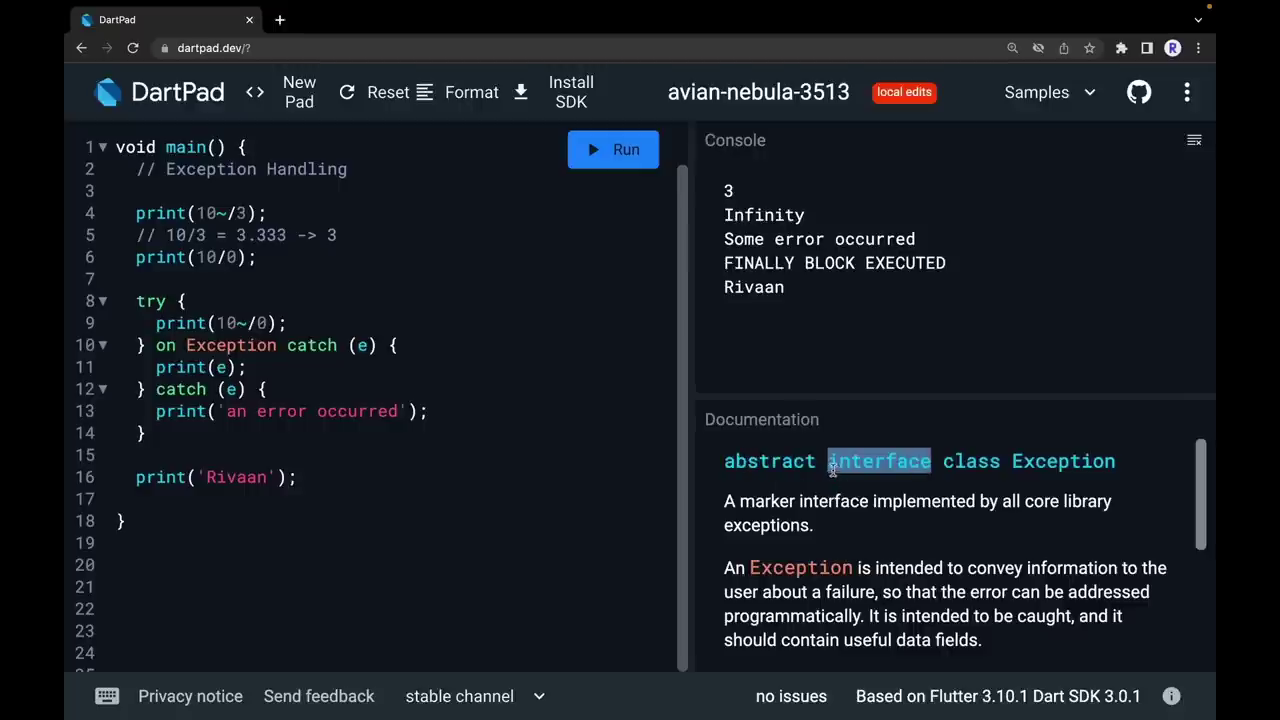 DartPad
dartpad.dev/?
R
DartPad
New Pad
Reset
Format
Install SDK
avian-nebula-3513
local edits
Samples
1 void main() {
2 // Exception Handling
3
4 print(10~/3);
5 // 10/3 = 3.333 -> 3
6 print(10/0);
7
8 try {
9 print(10~/0);
10 } on Exception catch (e) {
11 print(e);
12 } catch (e) {
13 print('an error occurred');
14 }
15
16 print('Rivaan');
17
18 }
19
20
21
22
23
24
Run
Console
3
Infinity
Some error occurred
FINALLY BLOCK EXECUTED
Rivaan
Documentation
abstract interface class Exception
A marker interface implemented by all core library
exceptions.
An Exception is intended to convey information to the
user about a failure, so that the error can be addressed
programmatically. It is intended to be caught, and it
should contain useful data fields.
Privacy notice
Send feedback
stable channel
no issues
Based on Flutter 3.10.1 Dart SDK 3.0.1